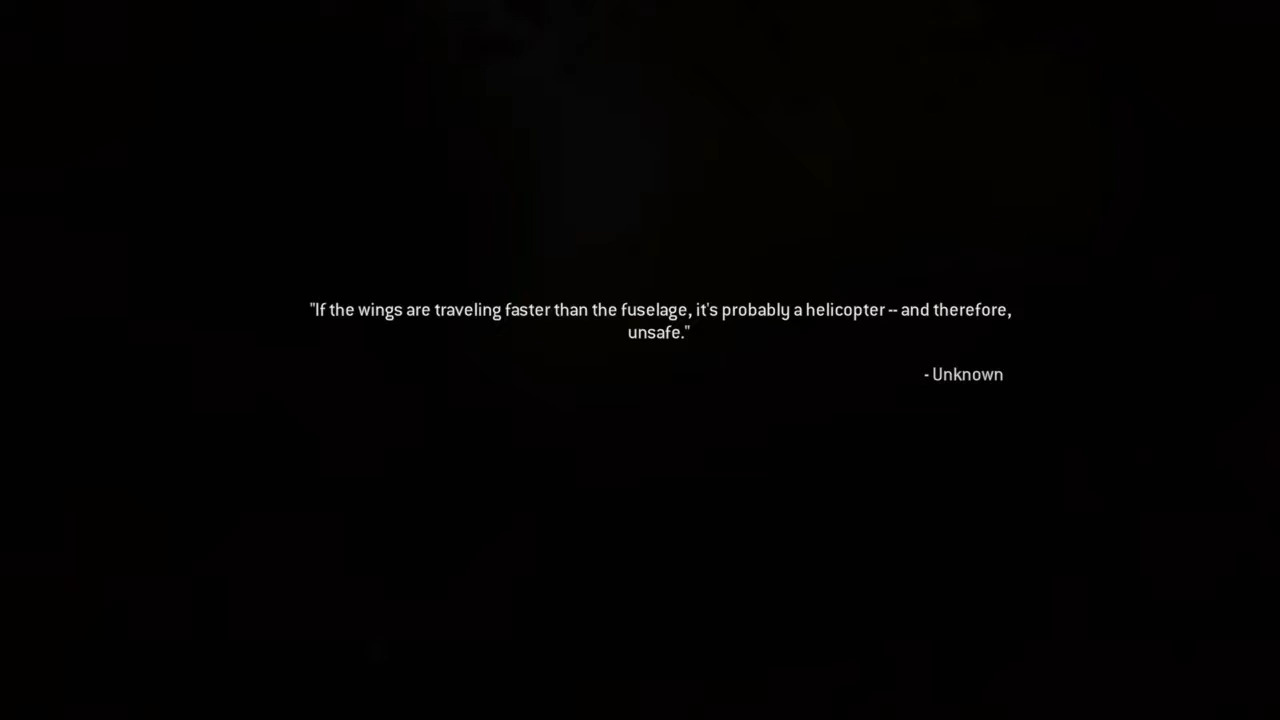 "If the wings are traveling faster than the fuselage, it's probably a helicopter -- and therefore,
unsafe."
- Unknown